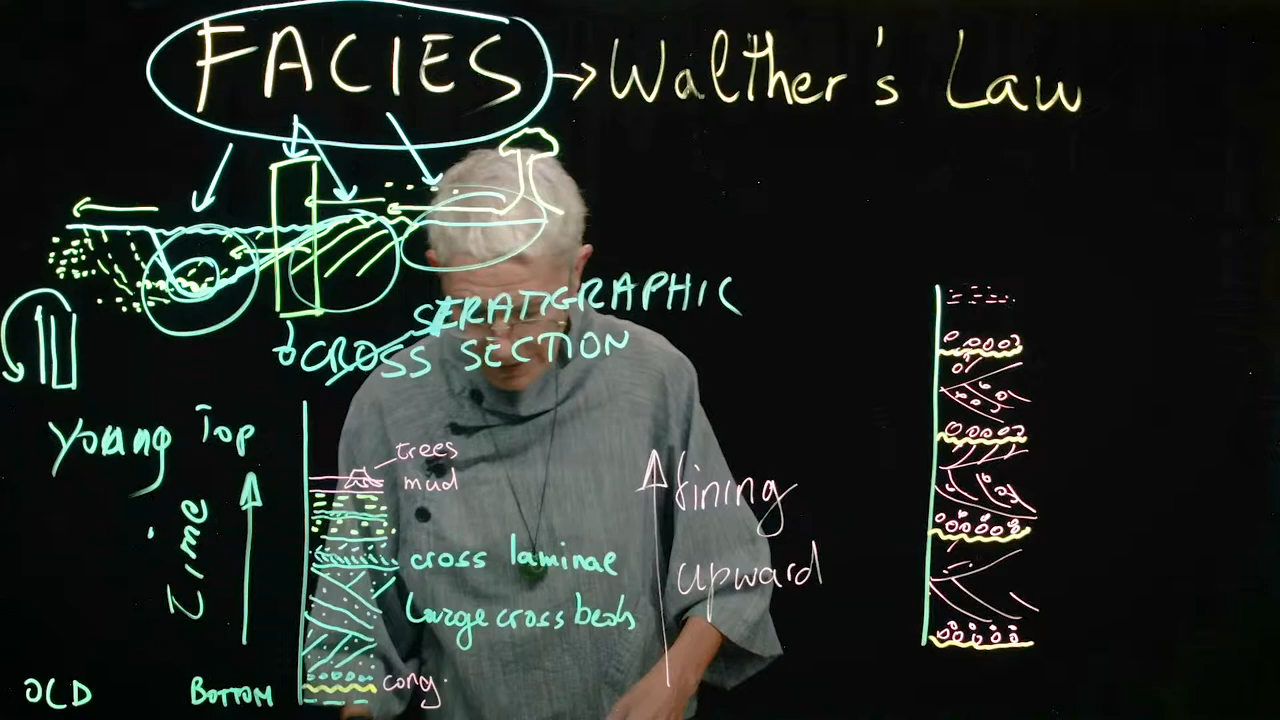 FACIES → Walther's Law
STRATIGRAPHIC
CROSS SECTION
Young Top
Time
OLD
BOTTOM
trees
mud
cross laminae
Large cross beds
cong.
fining
upward